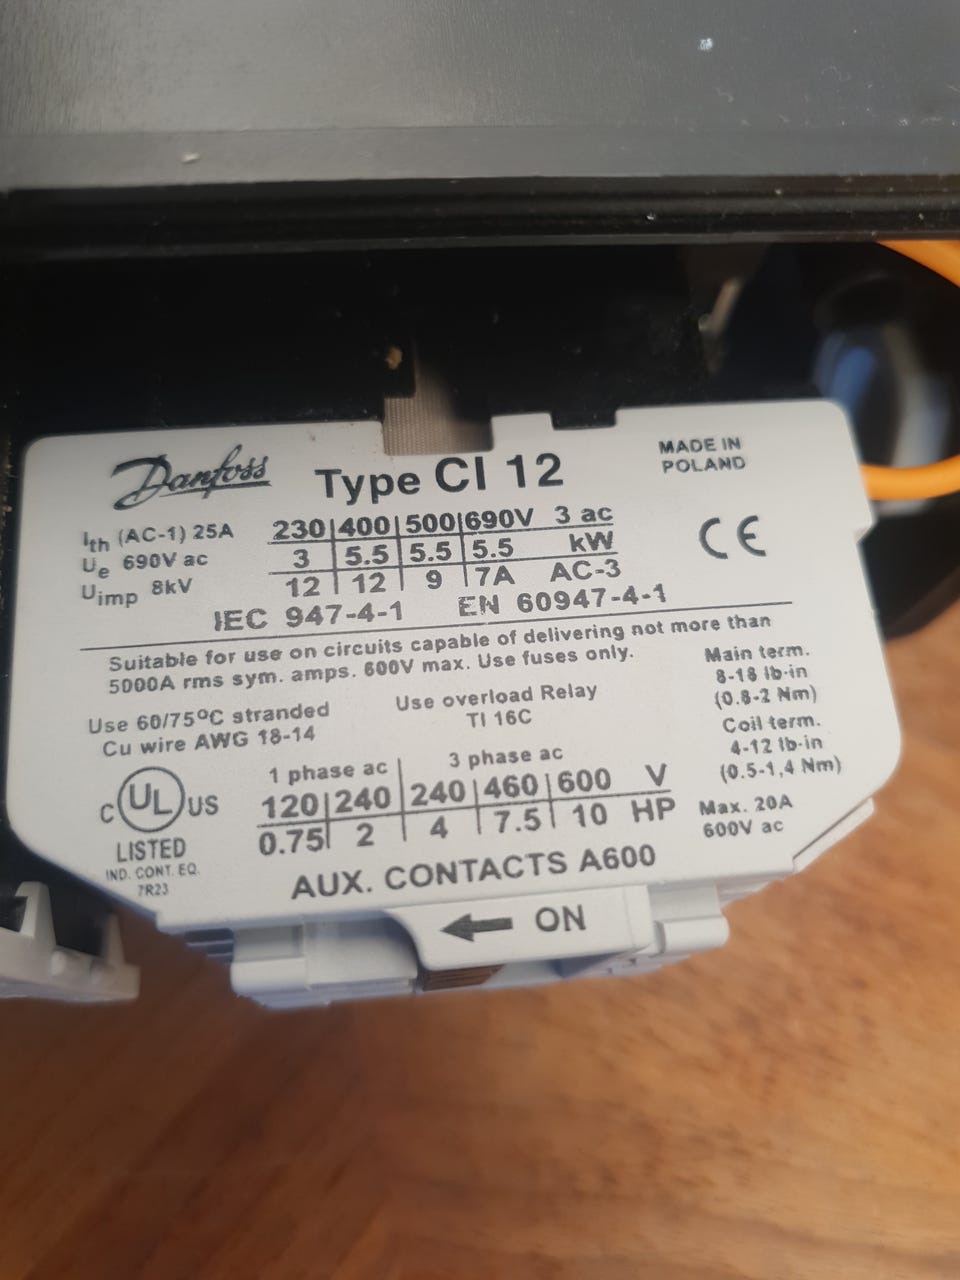 Danfoss Type CI 12 MADE IN
POLAND
Ith (AC-1) 25A
Ue 690V ac
Uimp 8kV
230|400|500|690V 3 ac
3|5.5|5.5|5.5 kW
12|12|9|7A AC-3
IEC 947-4-1 EN 60947-4-1
CE
Suitable for use on circuits capable of delivering not more than
5000A rms sym. amps. 600V max. Use fuses only.
Use 60/75ºC stranded
Cu wire AWG 18-14
Use overload Relay
TI 16C
Main term.
8-18 lb-in
(0.8-2 Nm)
Coil term.
4-12 lb-in
(0.5-1,4 Nm)
Max. 20A
600V ac
C UL US
LISTED
IND. CONT. EQ.
7R23
1 phase ac | 3 phase ac
120|240|240|460|600 V
0.75|2|4|7.5|10 HP
AUX. CONTACTS A600
ON